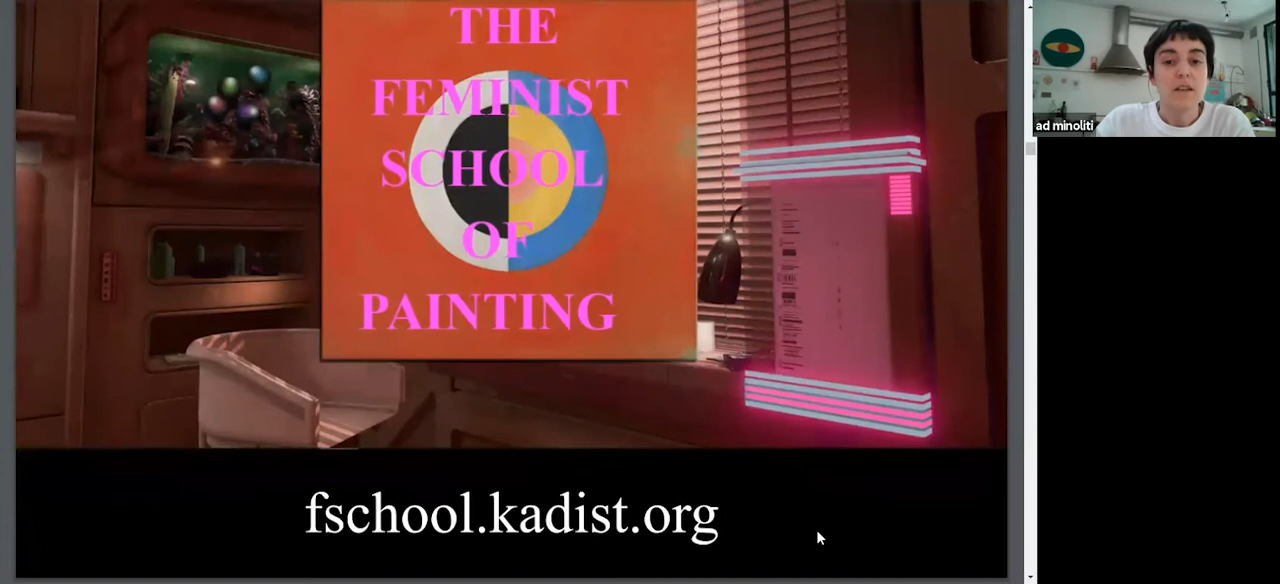 THE
FEMINIST
SCHOOL
OF
PAINTING
fschool.kadist.org
ad minoliti